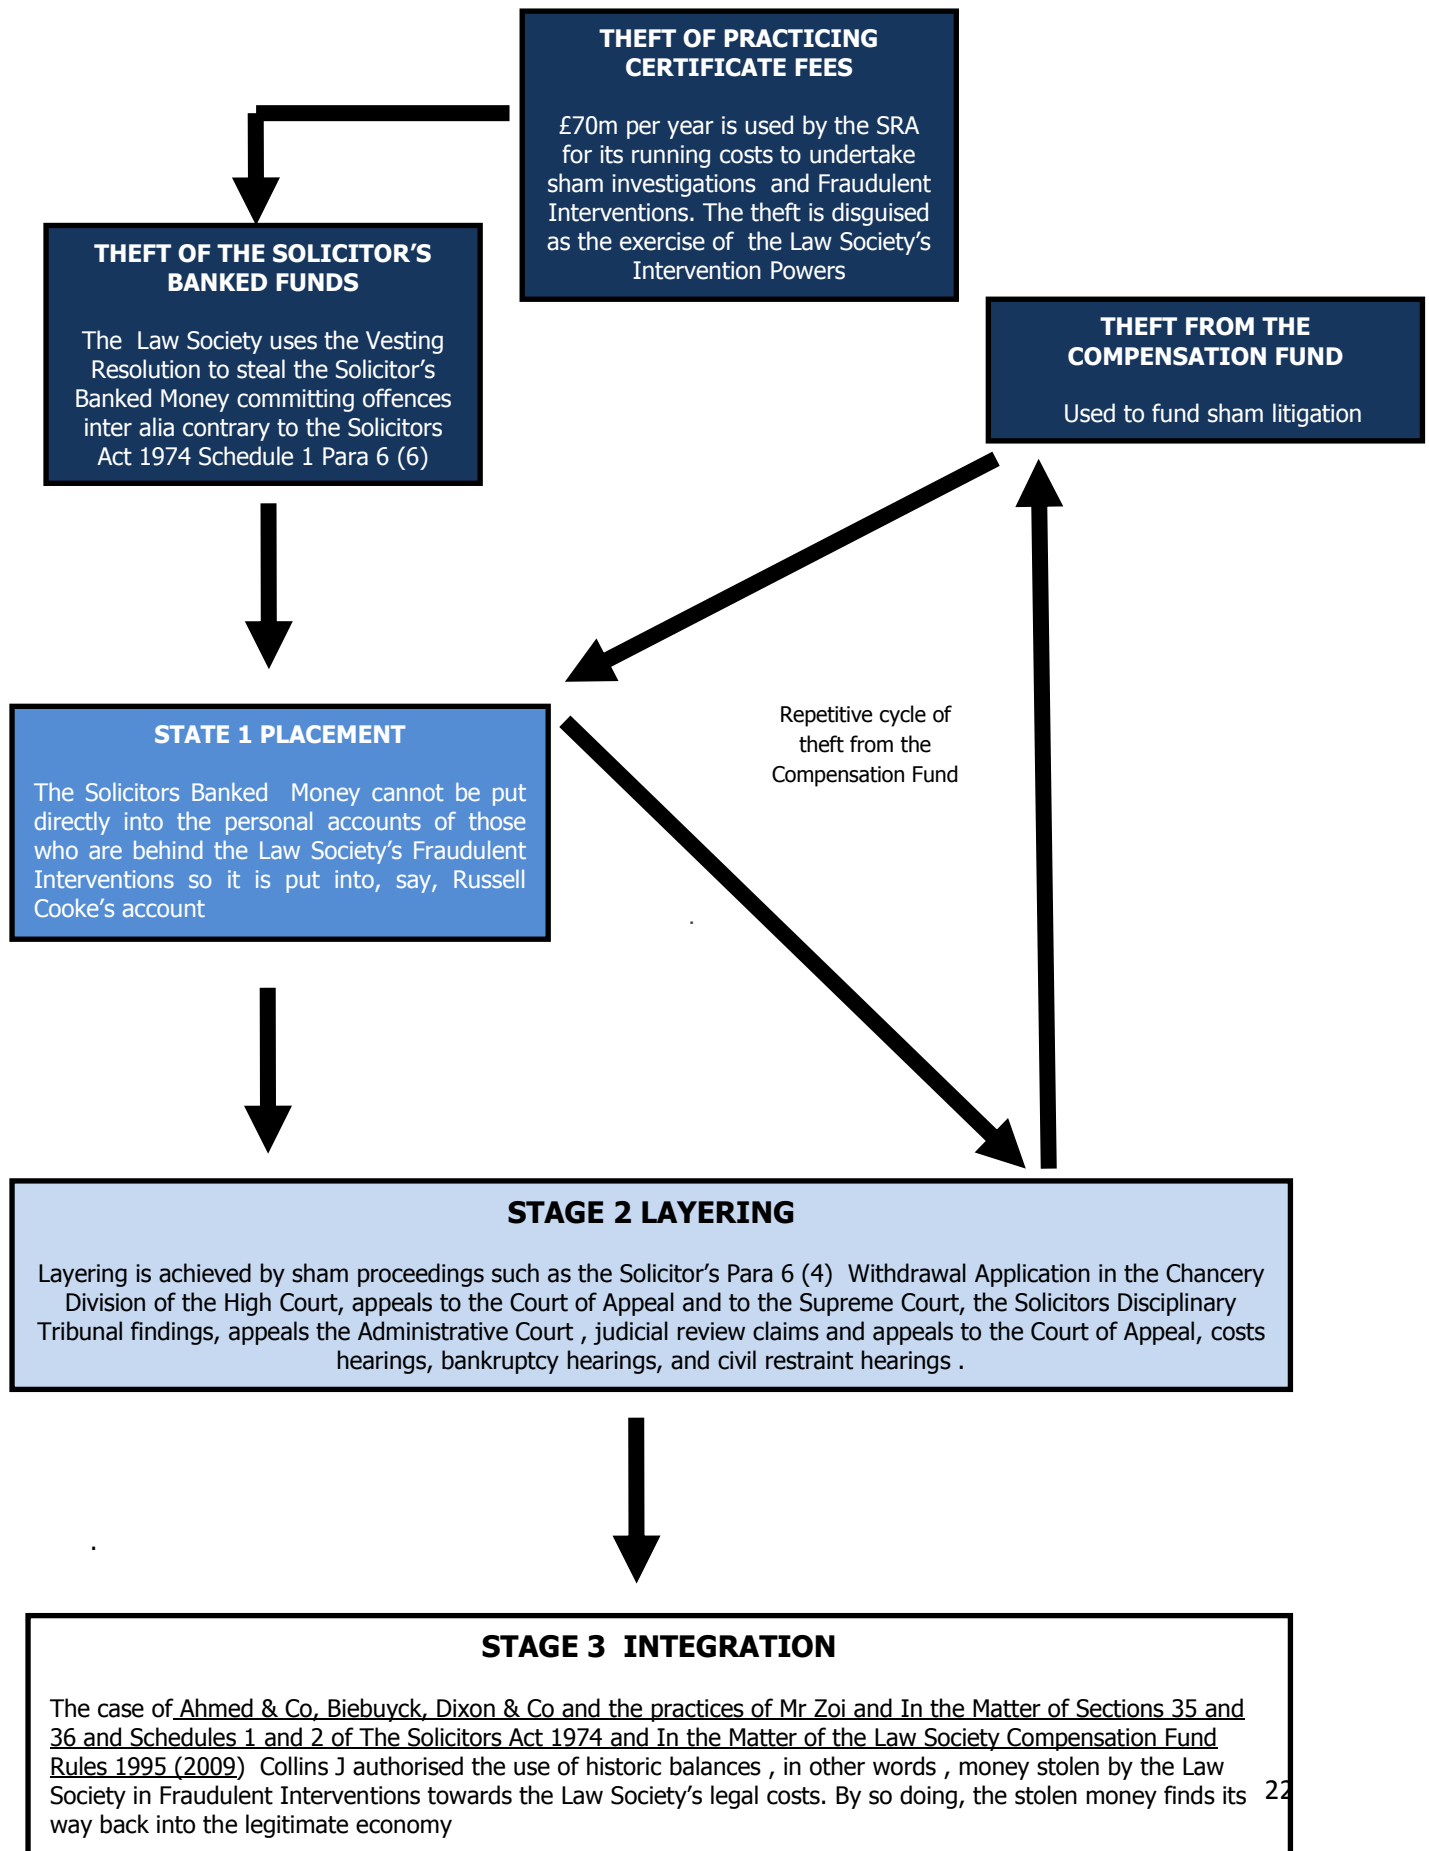 THEFT OF PRACTICING
CERTIFICATE FEES
£70m per year is used by the SRA
for its running costs to undertake
sham investigations and Fraudulent
Interventions. The theft is disguised
as the exercise of the Law Society’s
Intervention Powers
THEFT OF THE SOLICITOR’S
BANKED FUNDS
The Law Society uses the Vesting
Resolution to steal the Solicitor’s
Banked Money committing offences
inter alia contrary to the Solicitors
Act 1974 Schedule 1 Para 6 (6)
THEFT FROM THE
COMPENSATION FUND
Used to fund sham litigation
STATE 1 PLACEMENT
The Solicitors Banked Money cannot be put
directly into the personal accounts of those
who are behind the Law Society’s Fraudulent
Interventions so it is put into, say, Russell
Cooke’s account
Repetitive cycle of
theft from the
Compensation Fund
.
STAGE 2 LAYERING
Layering is achieved by sham proceedings such as the Solicitor’s Para 6 (4) Withdrawal Application in the Chancery
Division of the High Court, appeals to the Court of Appeal and to the Supreme Court, the Solicitors Disciplinary
Tribunal findings, appeals the Administrative Court , judicial review claims and appeals to the Court of Appeal, costs
hearings, bankruptcy hearings, and civil restraint hearings .
.
STAGE 3 INTEGRATION
The case of Ahmed & Co, Biebuyck, Dixon & Co and the practices of Mr Zoi and In the Matter of Sections 35 and
36 and Schedules 1 and 2 of The Solicitors Act 1974 and In the Matter of the Law Society Compensation Fund
Rules 1995 (2009) Collins J authorised the use of historic balances , in other words , money stolen by the Law
Society in Fraudulent Interventions towards the Law Society’s legal costs. By so doing, the stolen money finds its
way back into the legitimate economy
22